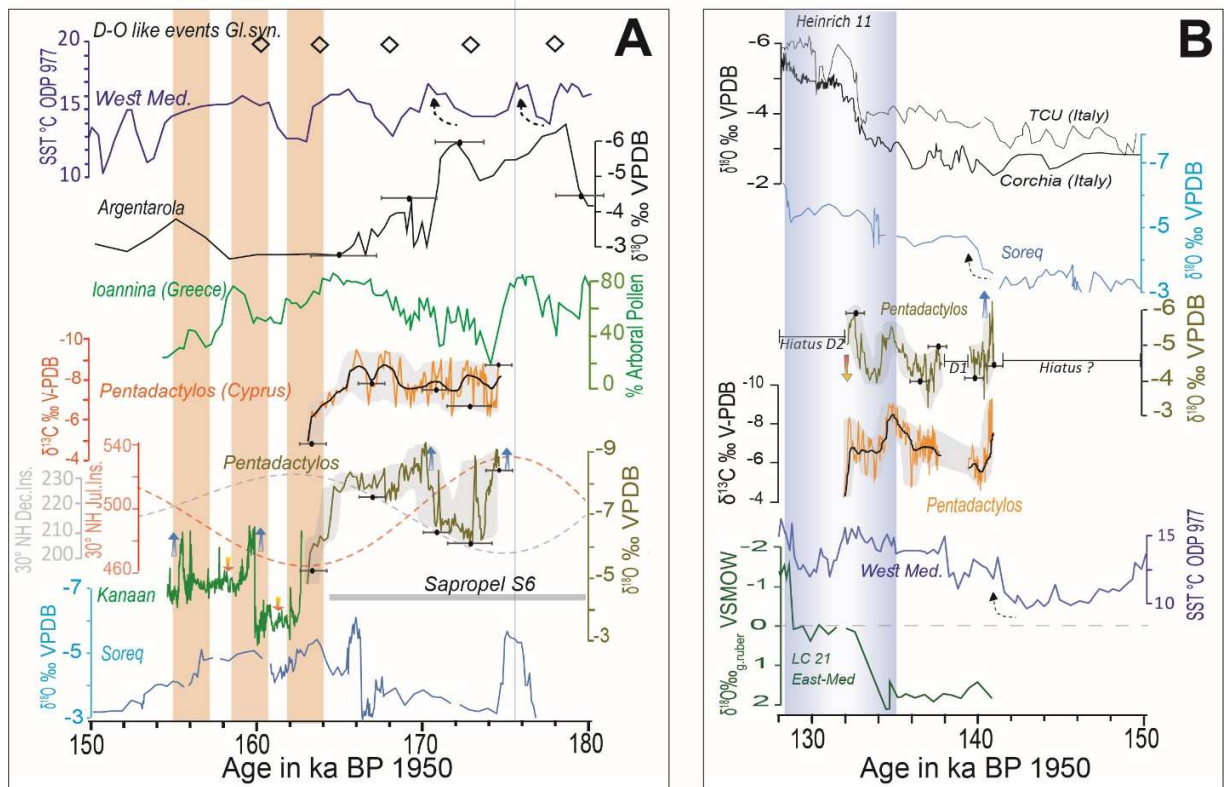 D-O like events Gl.syn.
A
20
15
10
SST °C ODP 977
West Med.
-6
-5
-4
-3
δ¹⁸O ‰ VPDB
Argentarola
Ioannina (Greece)
80
40
0
% Arboral Pollen
-10
-8
-6
-4
δ¹³C ‰ V-PDB
Pentadactylos (Cyprus)
540
500
460
30° NH Jul.Ins.
230
220
210
200
30° NH Dec.Ins.
Pentadactylos
-9
-7
-5
-3
δ¹⁸O ‰ VPDB
Sapropel S6
Kanaan
-7
-5
-3
δ¹⁸O ‰ VPDB
Soreq
150
160
170
180
Age in ka BP 1950
Heinrich 11
B
-6
-4
-2
δ¹⁸O ‰ VPDB
TCU (Italy)
Corchia (Italy)
-7
-5
-3
δ¹⁸O ‰ VPDB
Soreq
Pentadactylos
Hiatus D2
D1
Hiatus ?
-6
-5
-4
-3
δ¹⁸O ‰ VPDB
-10
-8
-6
-4
δ¹³C ‰ V-PDB
Pentadactylos
West Med.
15
10
SST °C ODP 977
-2
-1
0
1
2
δ¹⁸O‰g.ruber VSMOW
LC 21
East-Med
130
140
150
Age in ka BP 1950